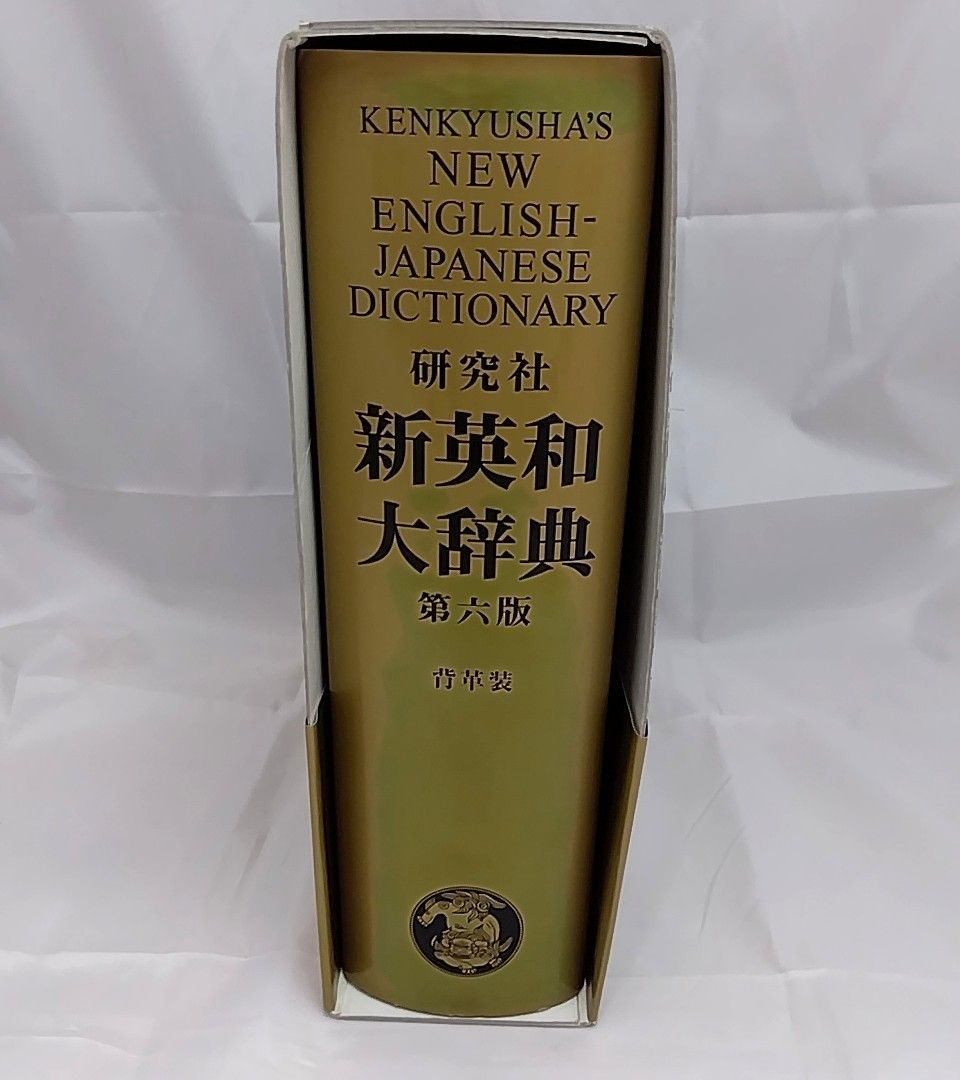 KENKYUSHA'S
NEW
ENGLISH-
JAPANESE
DICTIONARY
研究社
新英和
大辞典
第六版
背革装